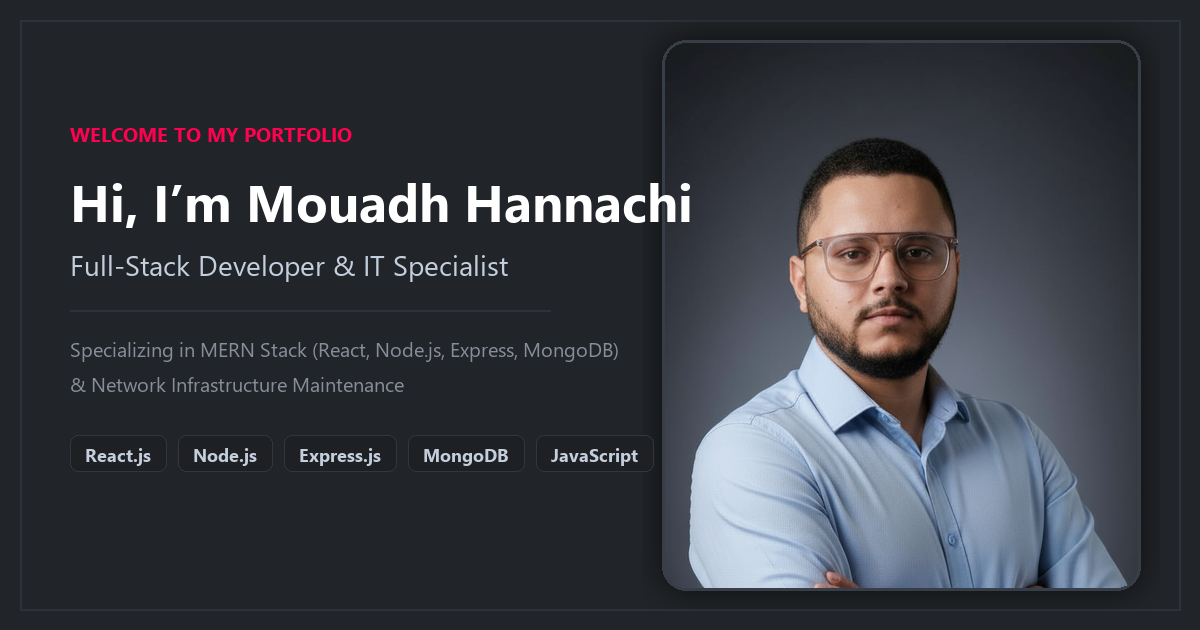 WELCOME TO MY PORTFOLIO
Hi, I’m Mouadh Hannachi
Full-Stack Developer & IT Specialist
Specializing in MERN Stack (React, Node.js, Express, MongoDB)
& Network Infrastructure Maintenance
React.js Node.js Express.js MongoDB JavaScript